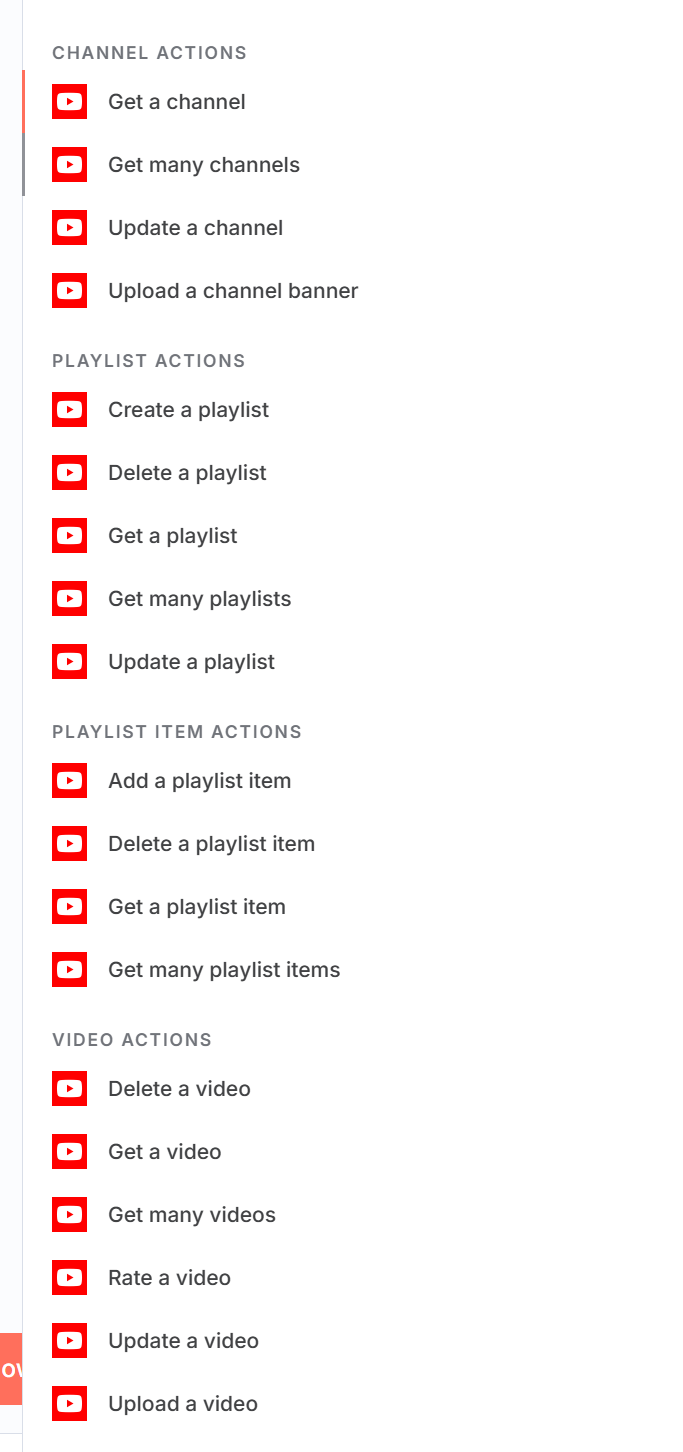 CHANNEL ACTIONS
Get a channel
Get many channels
Update a channel
Upload a channel banner
PLAYLIST ACTIONS
Create a playlist
Delete a playlist
Get a playlist
Get many playlists
Update a playlist
PLAYLIST ITEM ACTIONS
Add a playlist item
Delete a playlist item
Get a playlist item
Get many playlist items
VIDEO ACTIONS
Delete a video
Get a video
Get many videos
Rate a video
Update a video
Upload a video